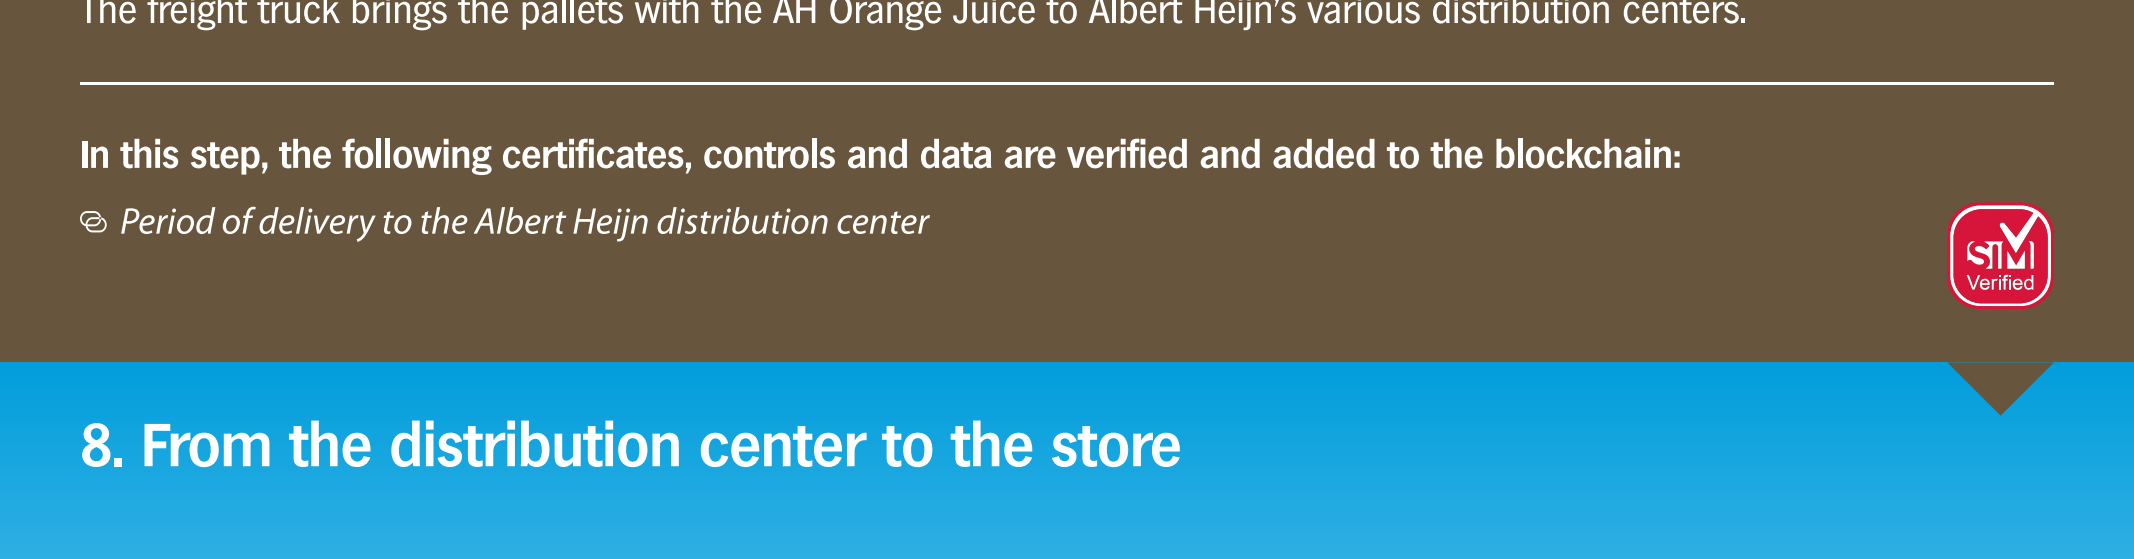 The freight truck brings the pallets with the AH Orange Juice to Albert Heijn’s various distribution centers.
In this step, the following certificates, controls and data are verified and added to the blockchain:
Period of delivery to the Albert Heijn distribution center
SIM
Verified
8. From the distribution center to the store